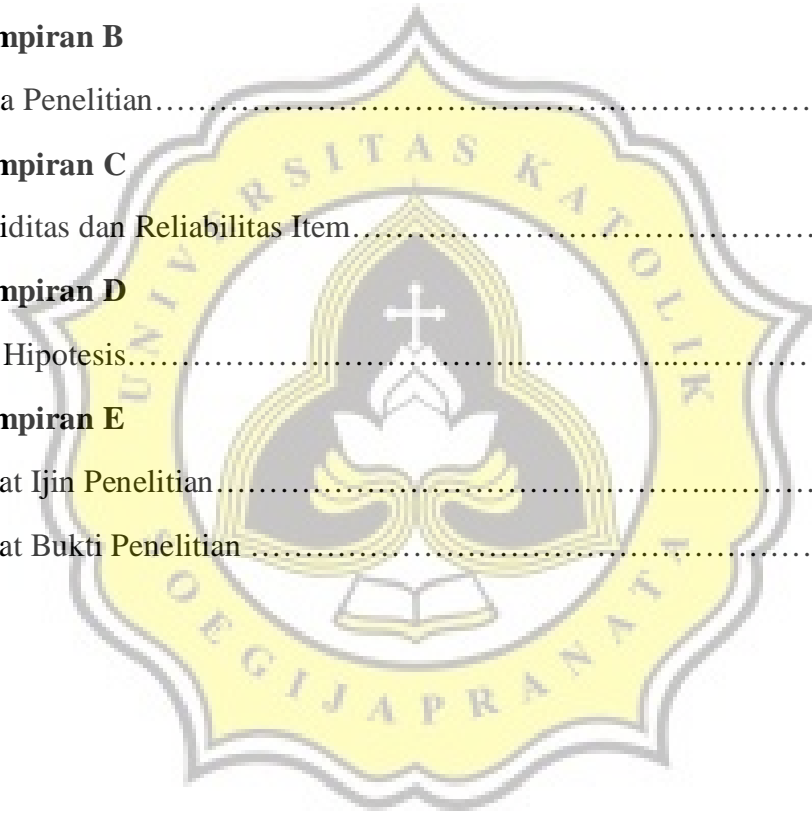 mpiran B
a Penelitian……………………………………………………………
mpiran C
iditas dan Reliabilitas Item……………………………………
mpiran D
Hipotesis……………………………………………………………
mpiran E
at Ijin Penelitian……………………………………………………
at Bukti Penelitian ……………………………………………
UNIVERSITAS KATOLIK
SOEGIJAPRANATA